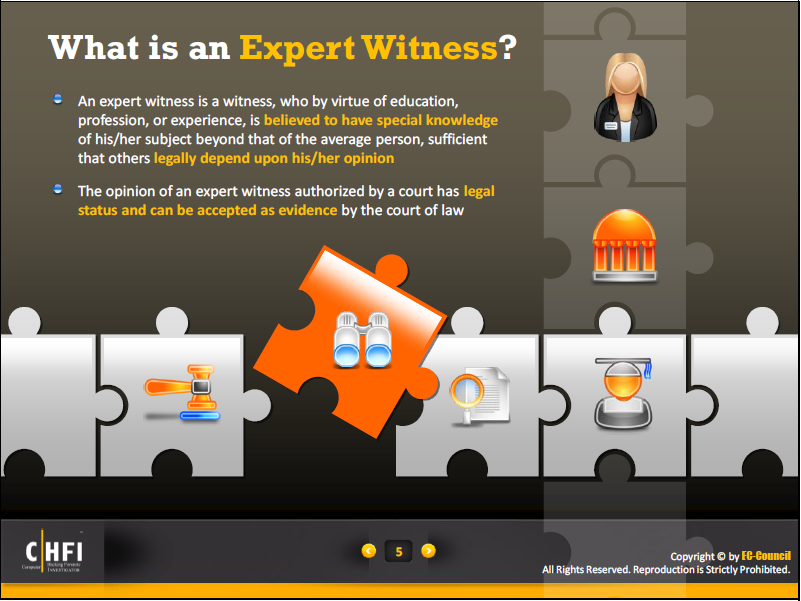 What is an Expert Witness?
An expert witness is a witness, who by virtue of education,
profession, or experience, is believed to have special knowledge
of his/her subject beyond that of the average person, sufficient
that others legally depend upon his/her opinion
The opinion of an expert witness authorized by a court has legal
status and can be accepted as evidence by the court of law
CHFI
Computer Hacking Forensic
INVESTIGATOR
5
Copyright © by EC-Council
All Rights Reserved. Reproduction is Strictly Prohibited.